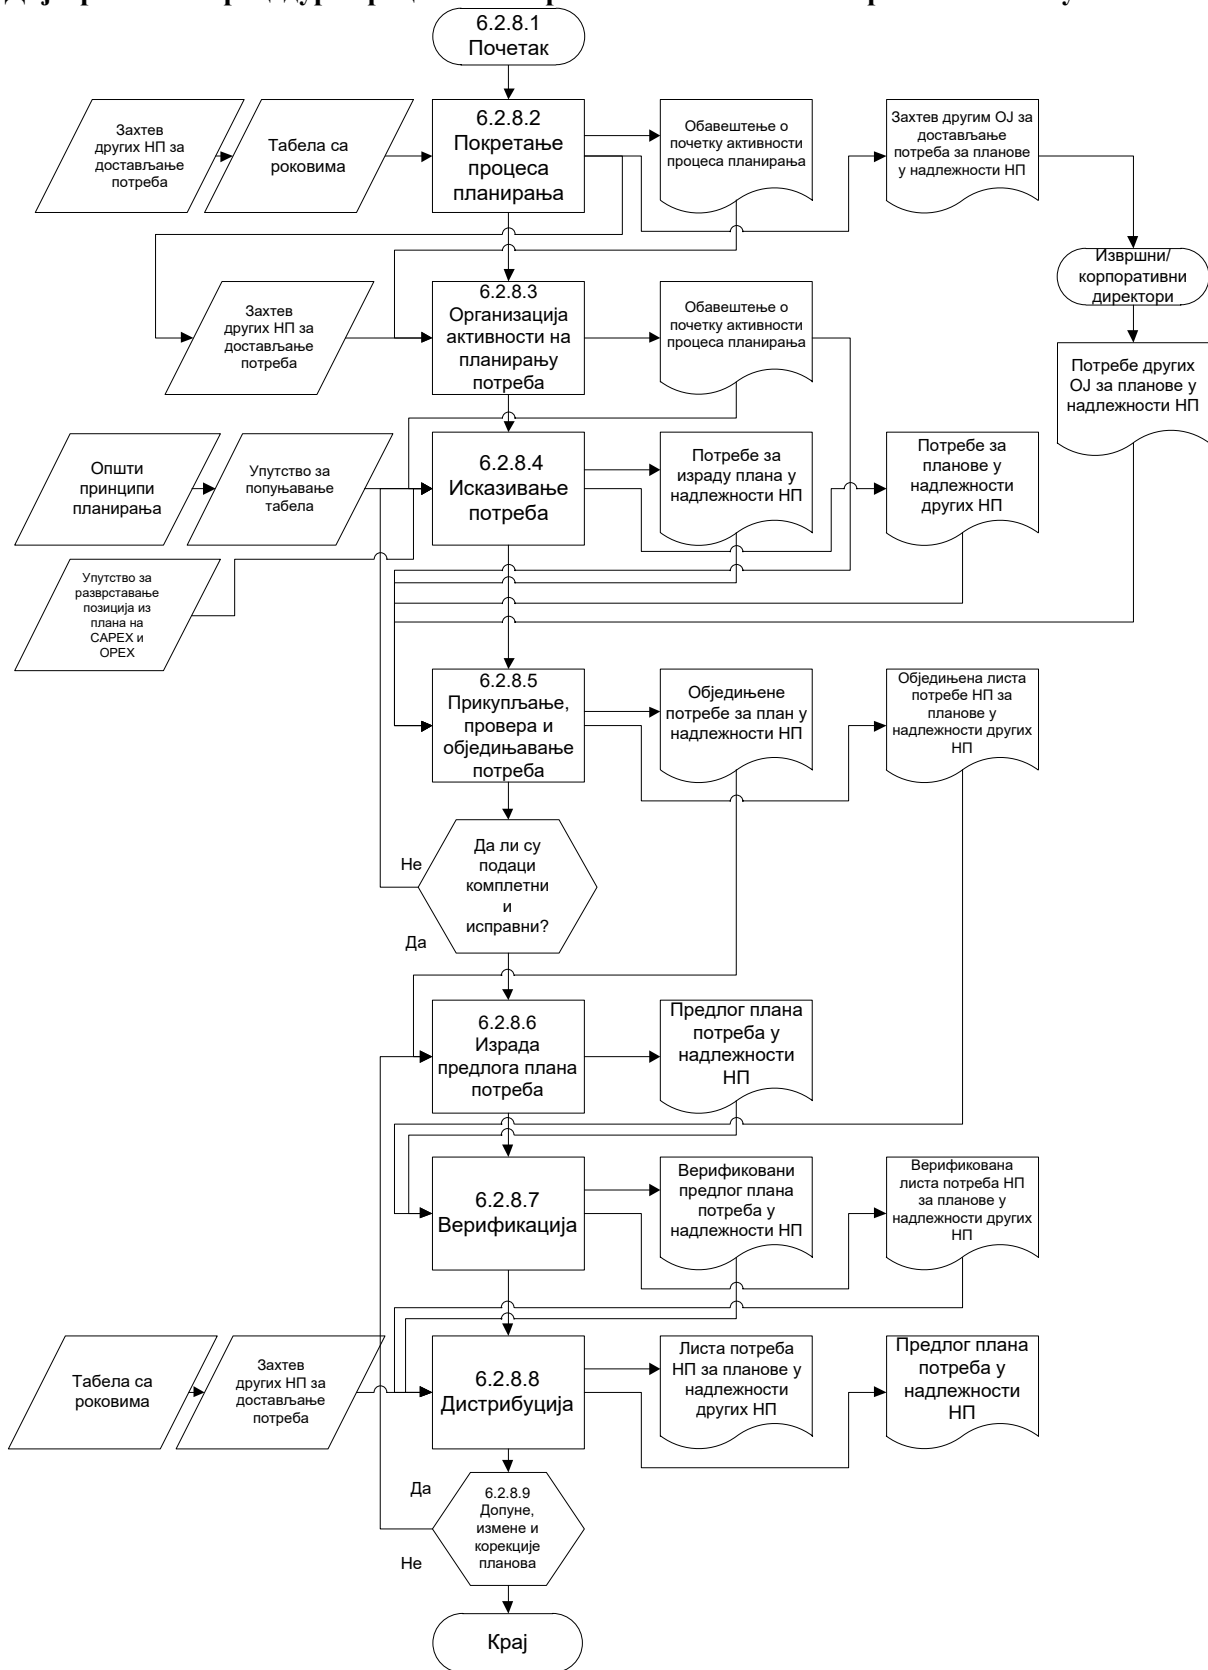 6.2.8.1
Почетак
Захтев
других НП за
достављање
потреба
Табела са
роковима
6.2.8.2
Покретање
процеса
планирања
Обавештење о
почетку активности
процеса планирања
Захтев другим ОЈ за
достављање
потреба за планове
у надлежности НП
Извршни/
корпоративни
директори
Захтев
других НП за
достављање
потреба
6.2.8.3
Организација
активности на
планирању
потреба
Обавештење о
почетку активности
процеса планирања
Потребе других
ОЈ за планове у
надлежности НП
Општи
принципи
планирања
Упутство за
попуњавање
табела
6.2.8.4
Исказивање
потреба
Потребе за
израду плана у
надлежности НП
Потребе за
планове у
надлежности
других НП
Упутство за
разврставање
позиција из
плана на
CAPEX и
OPEX
6.2.8.5
Прикупљање,
провера и
обједињавање
потреба
Обједињене
потребе за план у
надлежности НП
Обједињена листа
потребе НП за
планове у
надлежности других
НП
Не
Да ли су
подаци
комплетни
и
исправни?
Да
6.2.8.6
Израда
предлога плана
потреба
Предлог плана
потреба у
надлежности
НП
6.2.8.7
Верификација
Верификовани
предлог плана
потреба у
надлежности НП
Верификована
листа потреба НП
за планове у
надлежности других
НП
Табела са
роковима
Захтев
других НП за
достављање
потреба
6.2.8.8
Дистрибуција
Листа потреба
НП за планове у
надлежности
других НП
Предлог плана
потреба у
надлежности
НП
Да
6.2.8.9
Допуне,
измене и
корекције
планова
Не
Крај